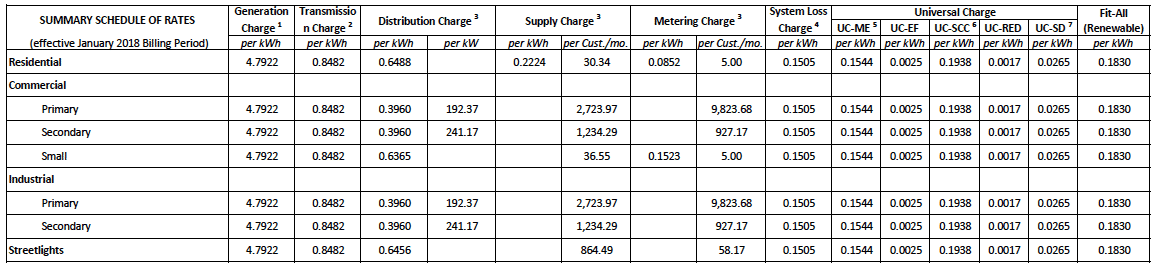 SUMMARY SCHEDULE OF RATES Generation Transmissio Distribution Charge 3 Supply Charge 3 Metering Charge 3 System Loss Universal Charge Fit-All
Charge 1 n Charge 2 Charge 4 UC-ME 5 UC-EF UC-SCC 6 UC-RED UC-SD 7 (Renewable)
(effective January 2018 Billing Period) per kWh per kWh per kWh per kW per kWh per Cust./mo. per kWh per Cust./mo. per kWh per kWh per kWh per kWh per kWh per kWh per kWh
Residential 4.7922 0.8482 0.6488 0.2224 30.34 0.0852 5.00 0.1505 0.1544 0.0025 0.1938 0.0017 0.0265 0.1830
Commercial
Primary 4.7922 0.8482 0.3960 192.37 2,723.97 9,823.68 0.1505 0.1544 0.0025 0.1938 0.0017 0.0265 0.1830
Secondary 4.7922 0.8482 0.3960 241.17 1,234.29 927.17 0.1505 0.1544 0.0025 0.1938 0.0017 0.0265 0.1830
Small 4.7922 0.8482 0.6365 36.55 0.1523 5.00 0.1505 0.1544 0.0025 0.1938 0.0017 0.0265 0.1830
Industrial
Primary 4.7922 0.8482 0.3960 192.37 2,723.97 9,823.68 0.1505 0.1544 0.0025 0.1938 0.0017 0.0265 0.1830
Secondary 4.7922 0.8482 0.3960 241.17 1,234.29 927.17 0.1505 0.1544 0.0025 0.1938 0.0017 0.0265 0.1830
Streetlights 4.7922 0.8482 0.6456 864.49 58.17 0.1505 0.1544 0.0025 0.1938 0.0017 0.0265 0.1830